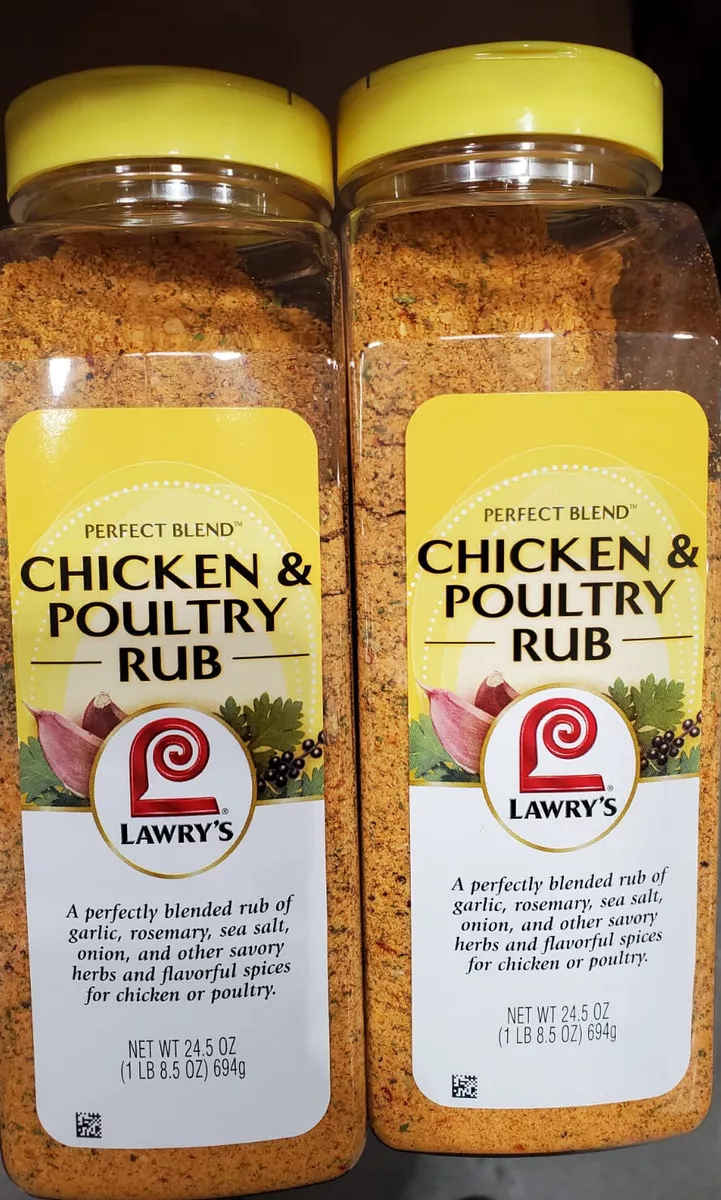 PERFECT BLEND™
CHICKEN &
POULTRY
RUB
LAWRY'S®
A perfectly blended rub of
garlic, rosemary, sea salt,
onion, and other savory
herbs and flavorful spices
for chicken or poultry.
NET WT 24.5 OZ
(1 LB 8.5 OZ) 694g
PERFECT BLEND™
CHICKEN &
POULTRY
RUB
LAWRY'S®
A perfectly blended rub of
garlic, rosemary, sea salt,
onion, and other savory
herbs and flavorful spices
for chicken or poultry.
NET WT 24.5 OZ
(1 LB 8.5 OZ) 694g